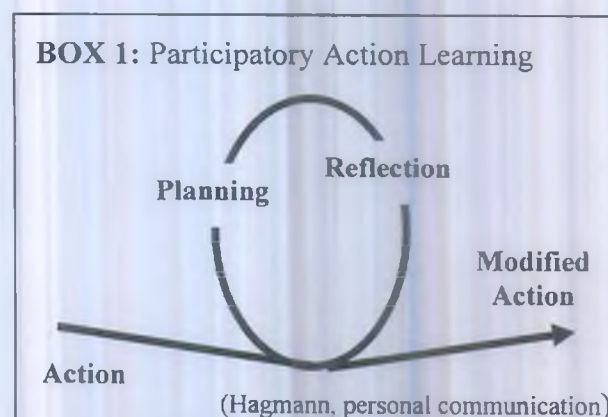 BOX 1: Participatory Action Learning
Reflection
Planning
Modified
Action
Action
(Hagmann, personal communication)